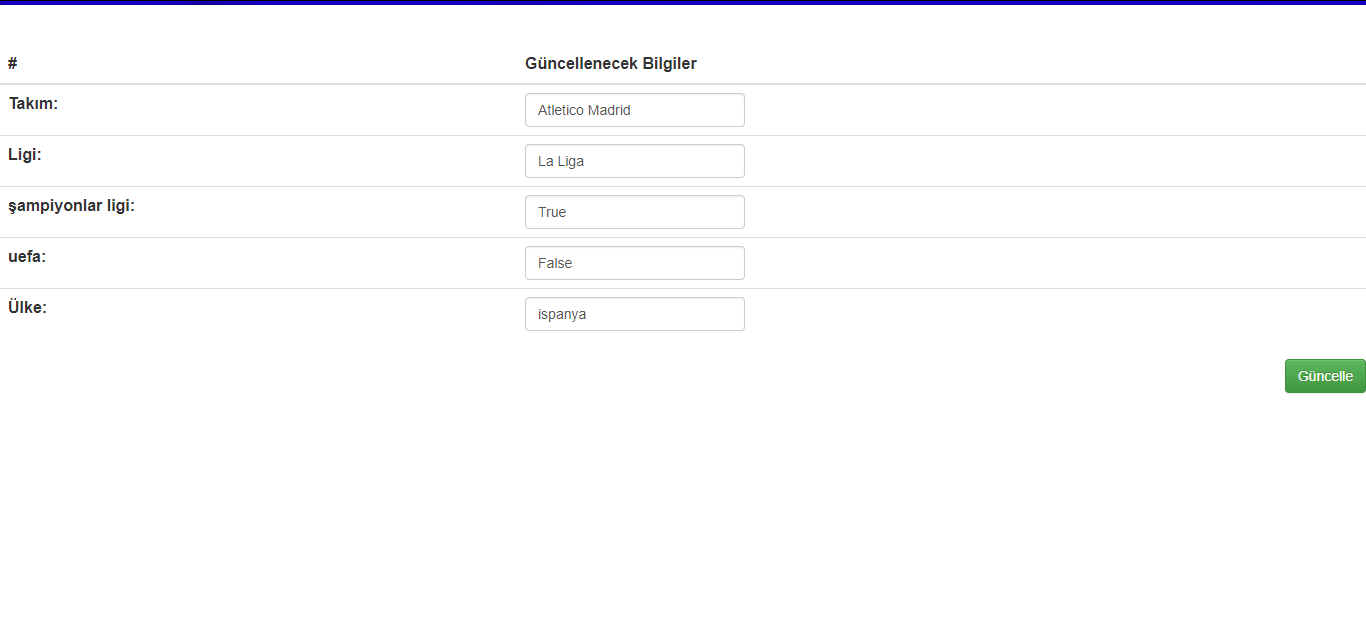 # Güncellenecek Bilgiler
Takım: Atletico Madrid
Ligi: La Liga
şampiyonlar ligi: True
uefa: False
Ülke: ispanya
Güncelle